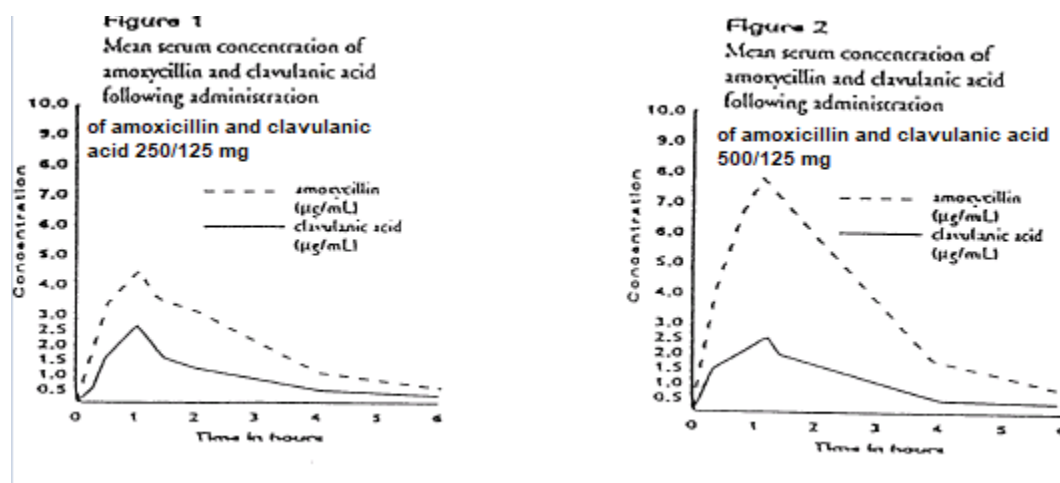 Figure 1
Mean serum concentration of
amoxycillin and clavulanic acid
following administration
of amoxicillin and clavulanic
acid 250/125 mg
10.0
9.0
8.0
7.0
6.0
5.0
4.0
3.0
2.5
2.0
1.5
1.0
0.5
Concentration
amoxycillin
(µg/mL)
clavulanic acid
(µg/mL)
0 1 2 3 4 5 6
Time in hours
Figure 2
Mean serum concentration of
amoxycillin and clavulanic acid
following administration
of amoxicillin and clavulanic acid
500/125 mg
10.0
9.0
8.0
7.0
6.0
5.0
4.0
3.0
2.5
2.0
1.5
1.0
0.5
Concentration
amoxycillin
(µg/mL)
clavulanic acid
(µg/mL)
0 1 2 3 4 5 6
Time in hours